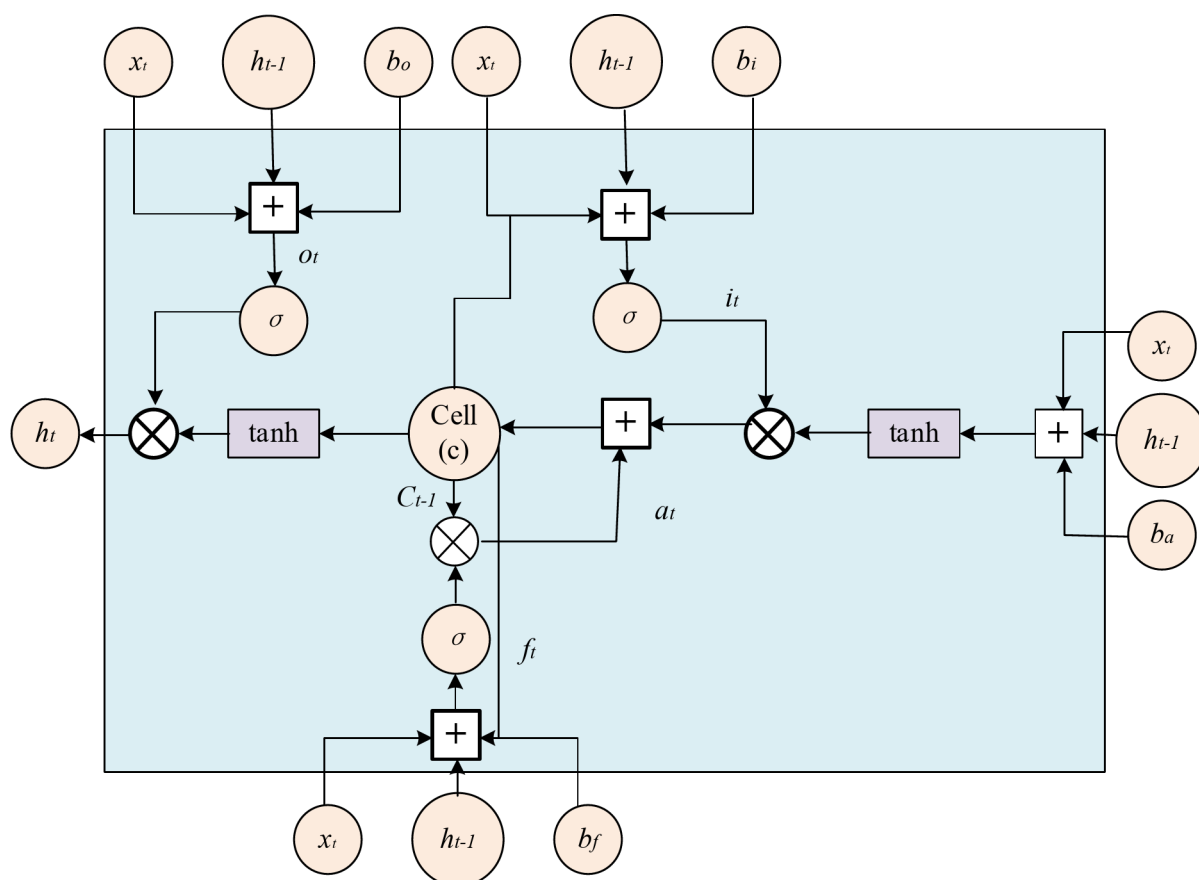 xt
ht-1
bo
xt
ht-1
bi
+
+
ot
σ
σ
it
xt
ht
tanh
Cell
(c)
+
tanh
+
ht-1
Ct-1
at
ba
σ
ft
+
xt
ht-1
bf